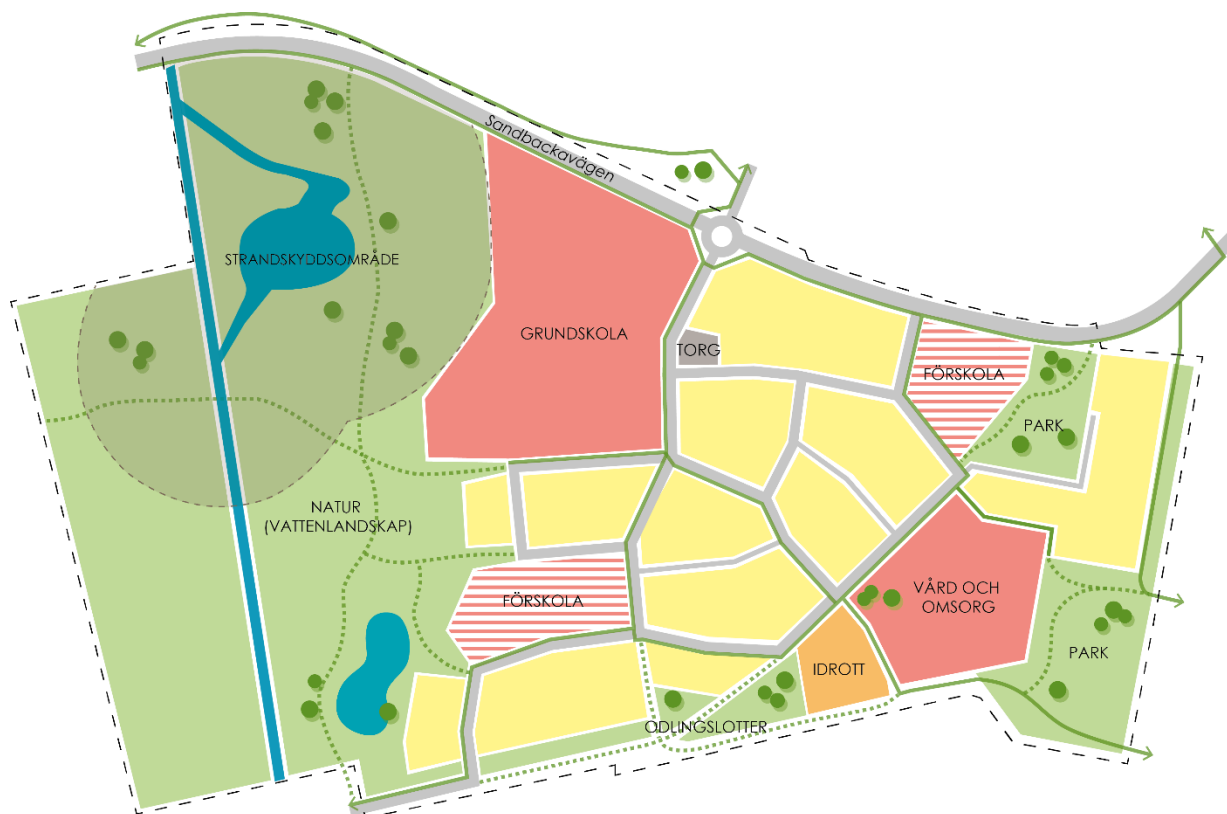 Sandbackavägen
STRANDSKYDDSOMRÅDE
GRUNDSKOLA
TORG
FÖRSKOLA
PARK
NATUR
(VATTENLANDSKAP)
FÖRSKOLA
VÅRD OCH
OMSORG
PARK
IDROTT
ODLINGSLOTTER